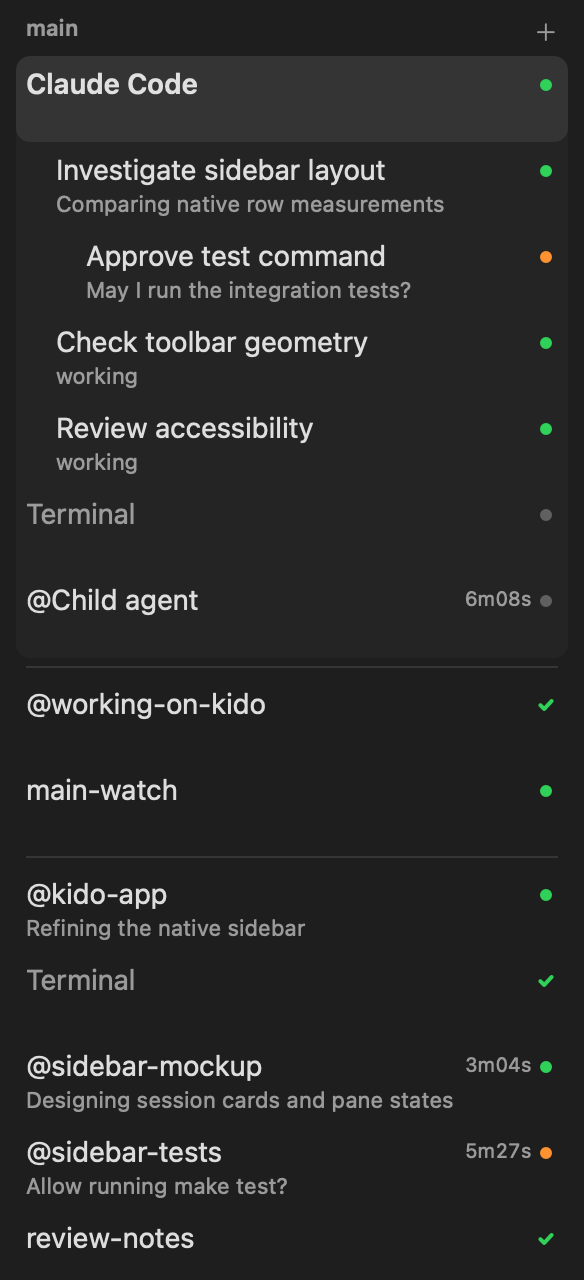 main
Claude Code
Investigate sidebar layout
Comparing native row measurements
Approve test command
May I run the integration tests?
Check toolbar geometry
working
Review accessibility
working
Terminal
@Child agent 6m08s
@working-on-kido
main-watch
@kido-app
Refining the native sidebar
Terminal
@sidebar-mockup 3m04s
Designing session cards and pane states
@sidebar-tests 5m27s
Allow running make test?
review-notes